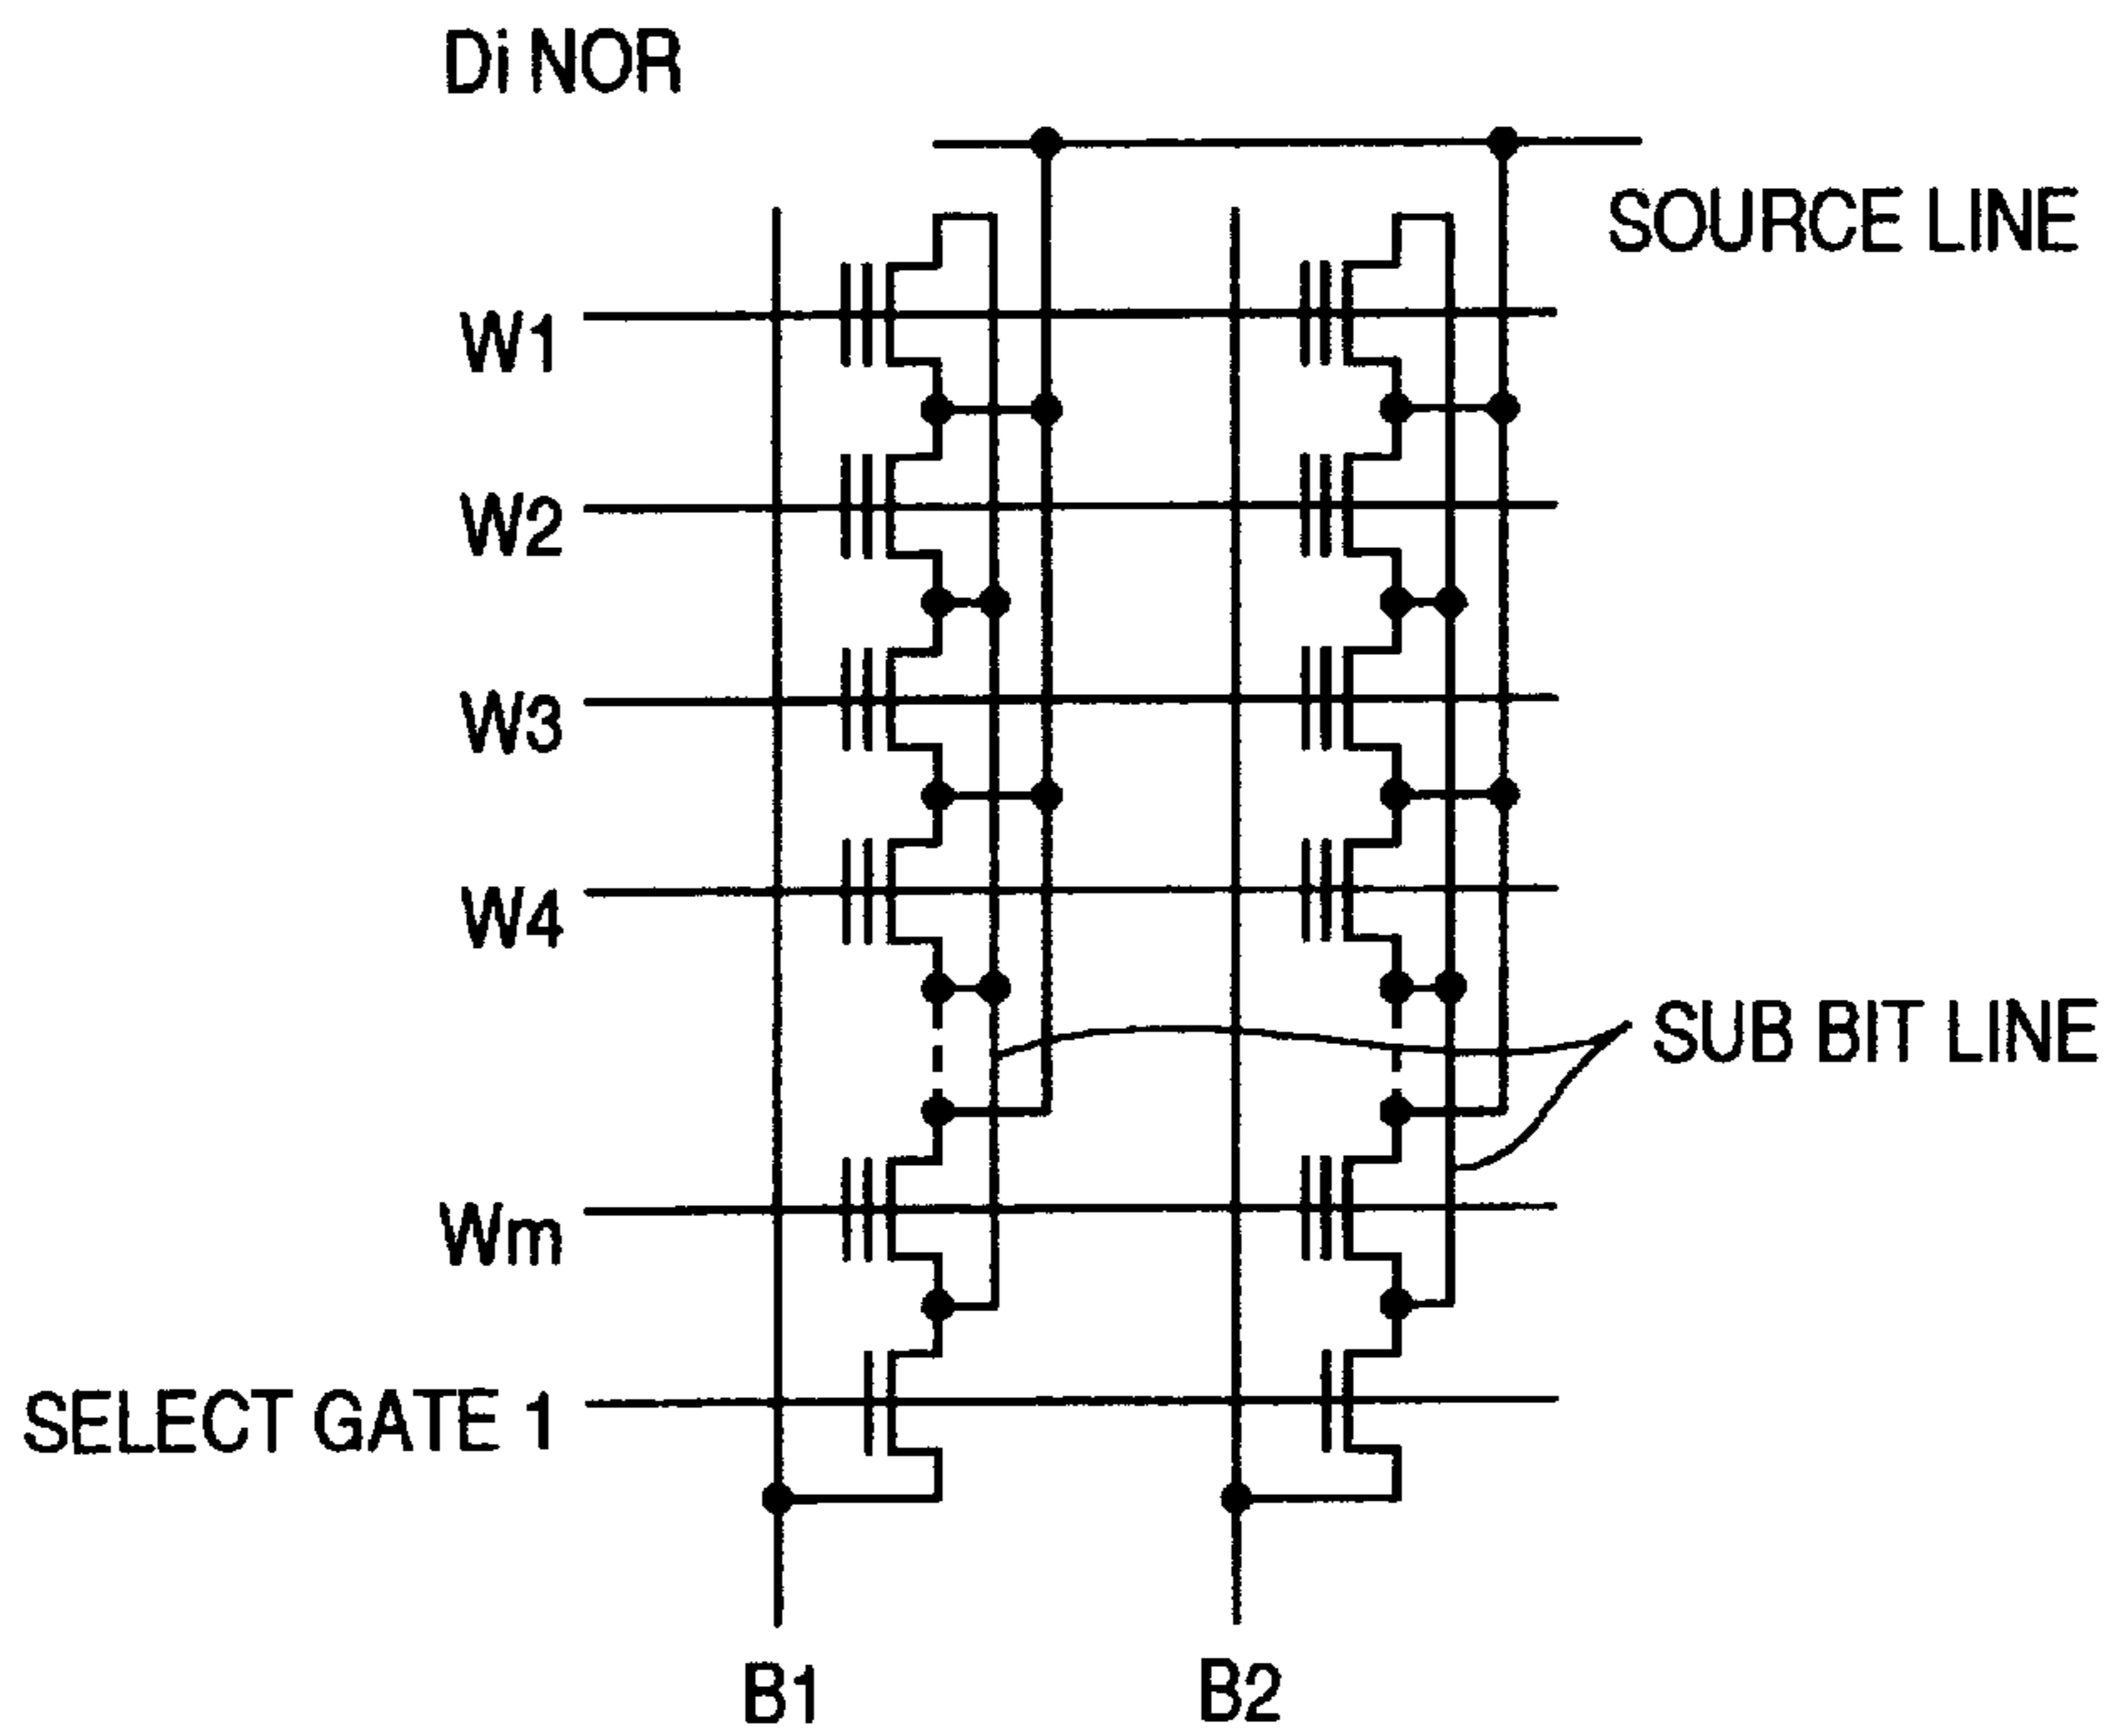 Di NOR
SOURCE LINE
W1
W2
W3
W4
SUB BIT LINE
Wm
SELECT GATE 1
B1
B2